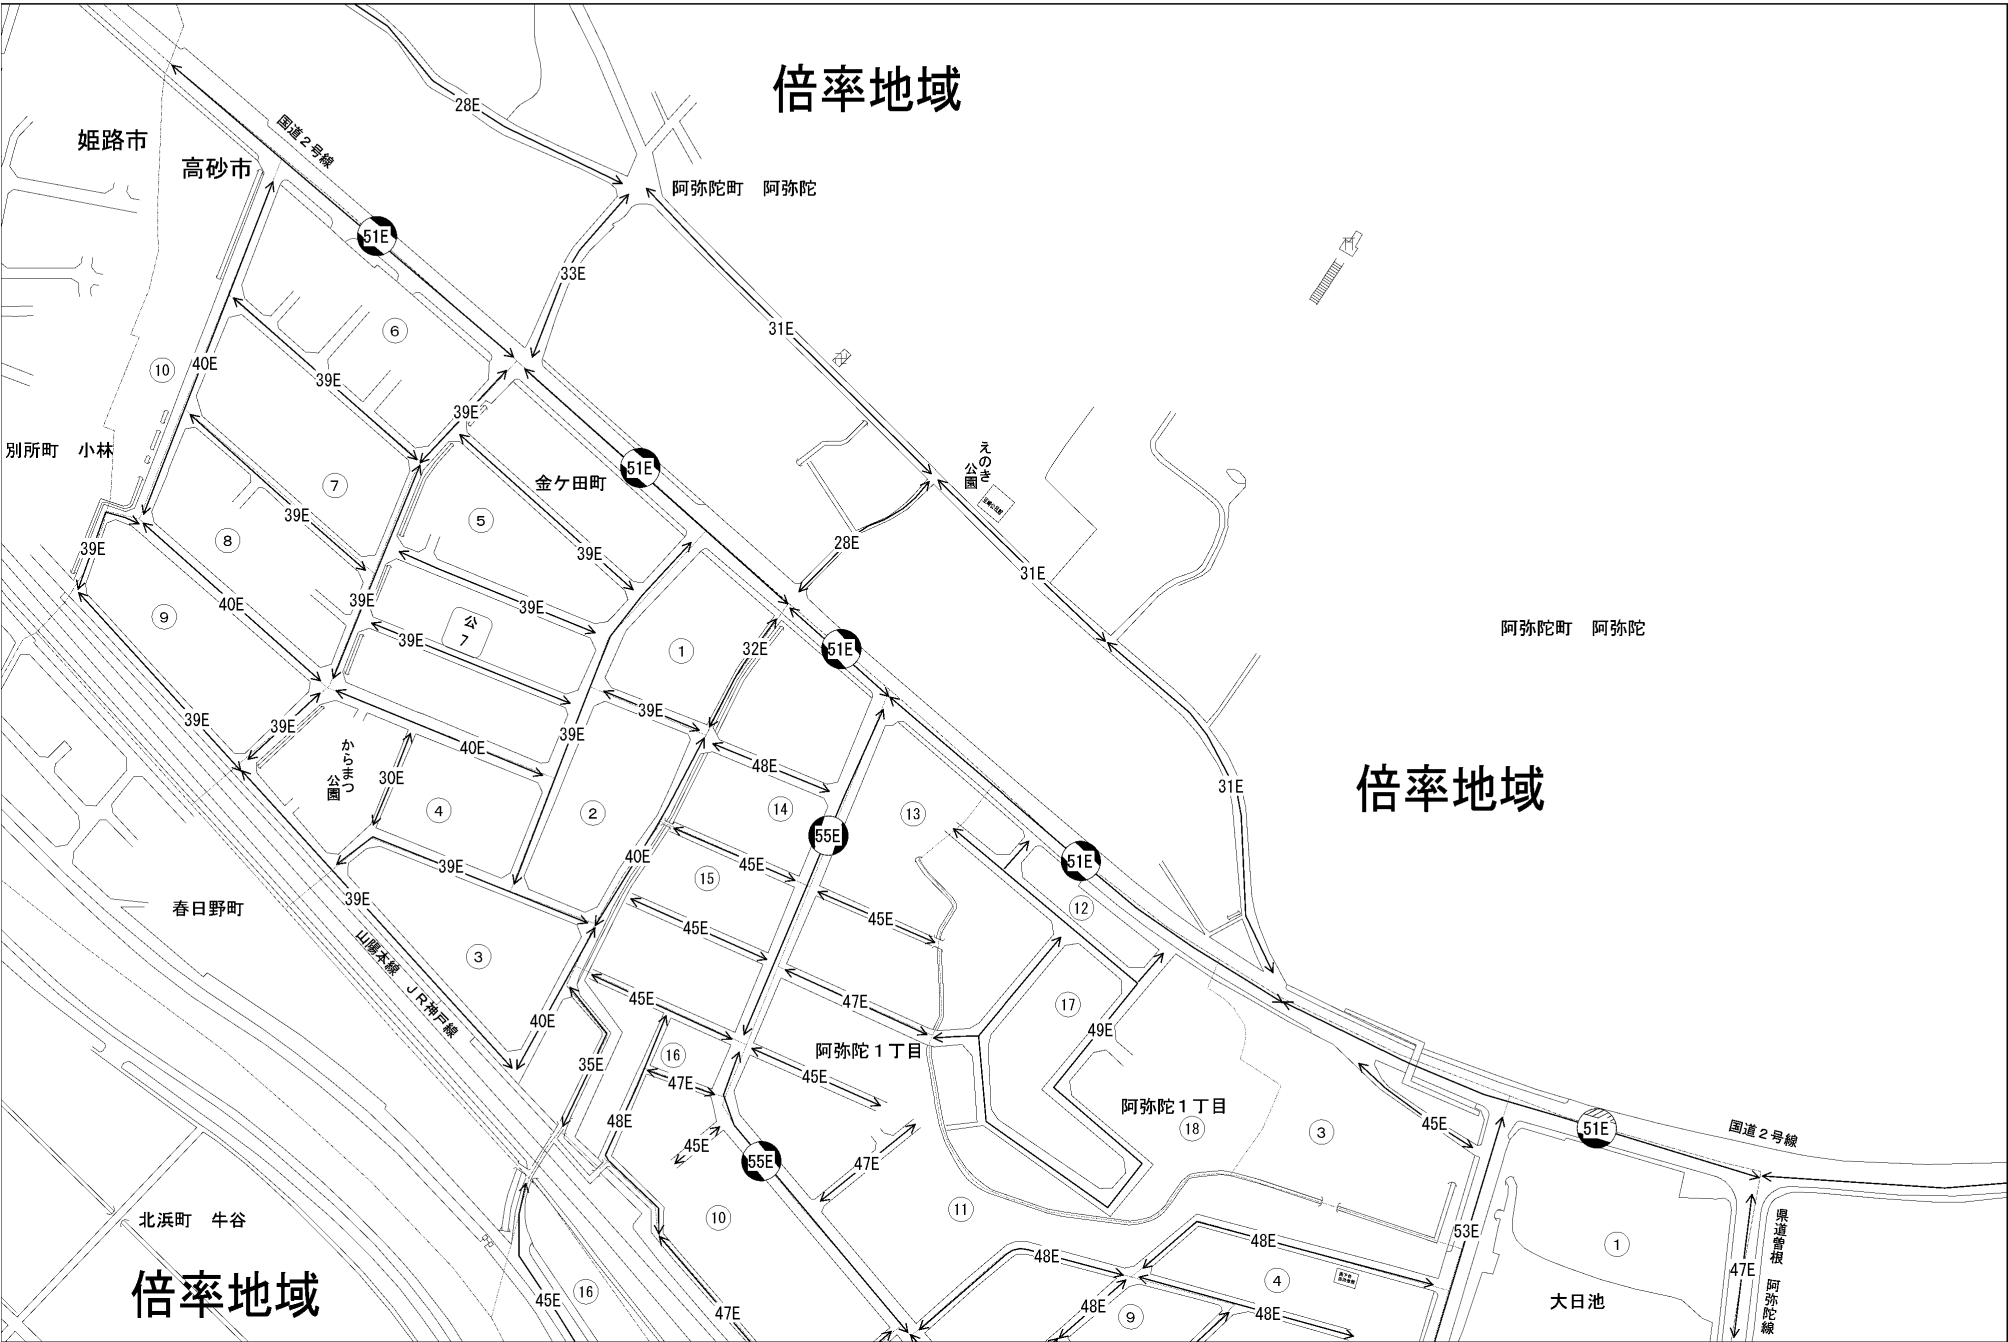 倍率地域
28E
姫路市
高砂市
国道2号線
阿弥陀町 阿弥陀
51E
33E
31E
⑥
⑩
40E
39E
39E
別所町 小林
51E
えのき
公園
金ケ田町
⑦
39E
⑤
⑧
39E
28E
39E
31E
40E
39E
39E
⑨
公
7
39E
32E
①
51E
阿弥陀町 阿弥陀
39E
39E
39E
39E
40E
48E
からまつ
公園
30E
31E
倍率地域
④
②
⑭
⑬
55E
40E
51E
39E
45E
⑮
39E
春日野町
⑫
45E
45E
山陽本線 JR神戸線
③
45E
47E
⑰
40E
49E
阿弥陀1丁目
⑯
35E
47E
45E
阿弥陀1丁目
⑱
③
45E
48E
51E
国道2号線
45E
55E
47E
北浜町 牛谷
⑩
⑪
53E
県道曽根 阿弥陀線
①
48E
48E
47E
倍率地域
④
⑯
45E
大日池
47E
48E
⑨
48E